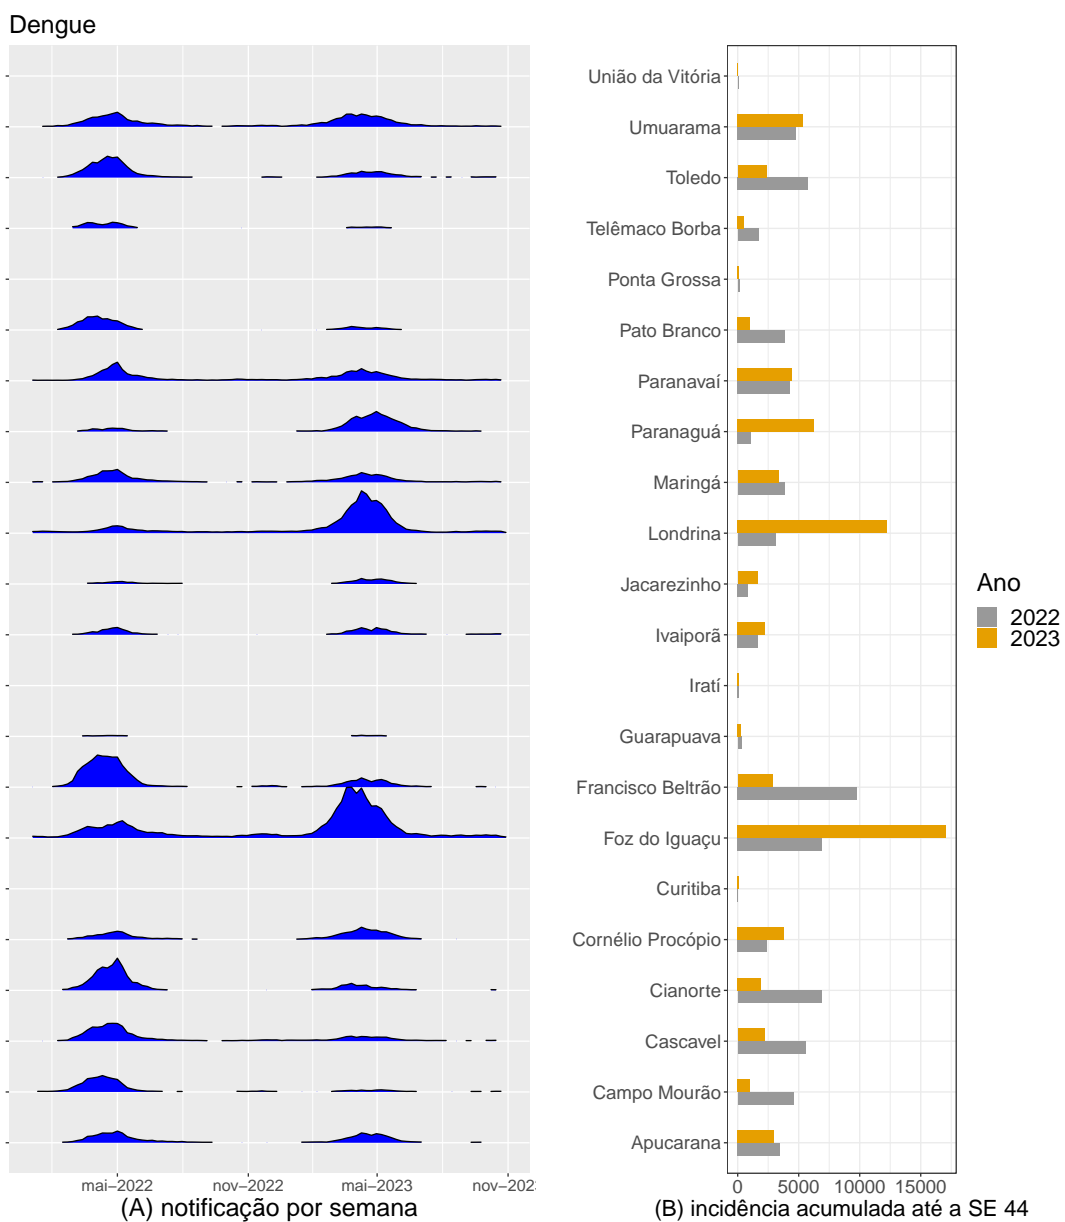 Dengue
União da Vitória
Umuarama
Toledo
Telêmaco Borba
Ponta Grossa
Pato Branco
Paranavaí
Paranaguá
Maringá
Londrina
Jacarezinho
Ivaiporã
Iratí
Guarapuava
Francisco Beltrão
Foz do Iguaçu
Curitiba
Cornélio Procópio
Cianorte
Cascavel
Campo Mourão
Apucarana
Ano
2022
2023
mai–2022 nov–2022 mai–2023 nov–202
0 5000 10000 15000
(A) notificação por semana
(B) incidência acumulada até a SE 44